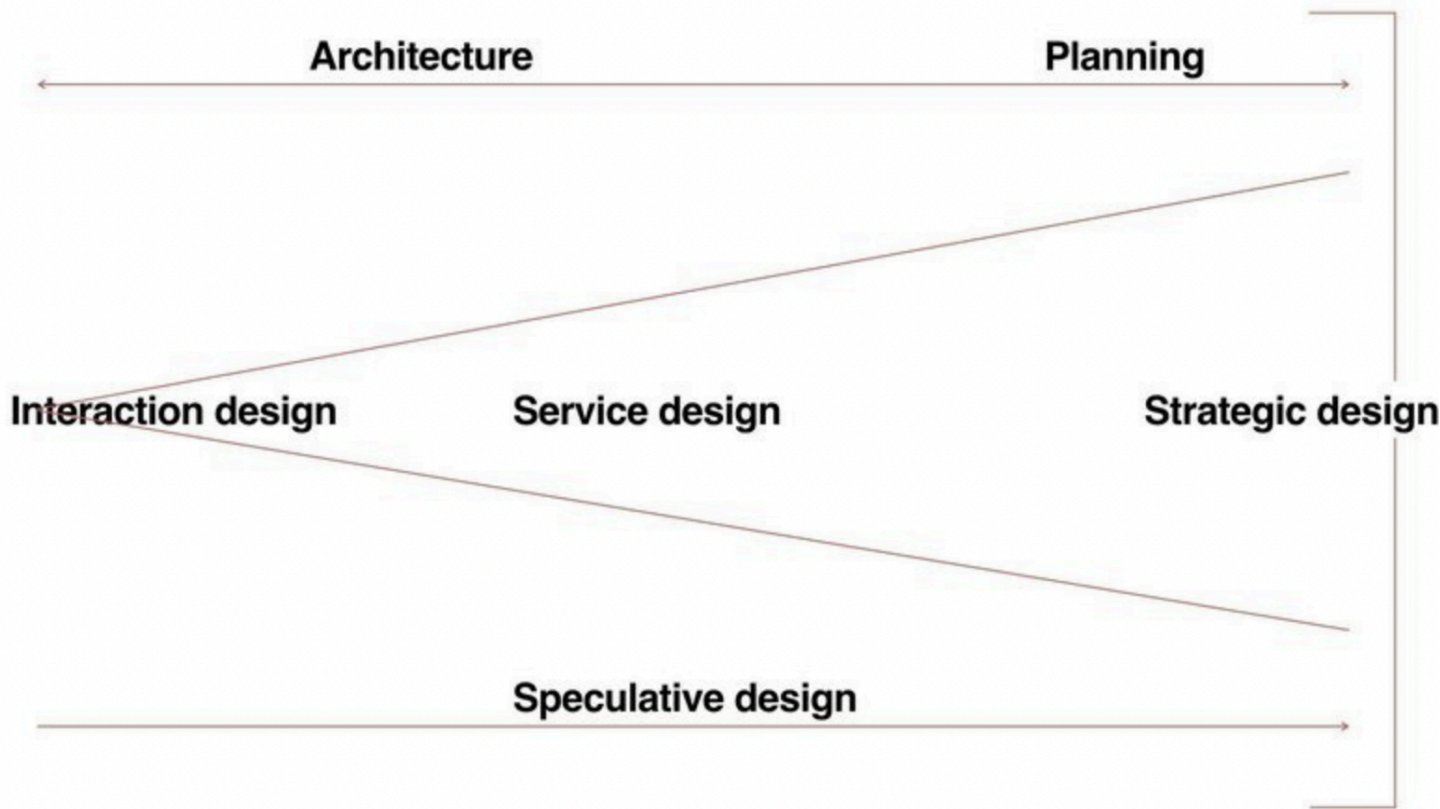 Architecture
Planning
Interaction design
Service design
Strategic design
Speculative design